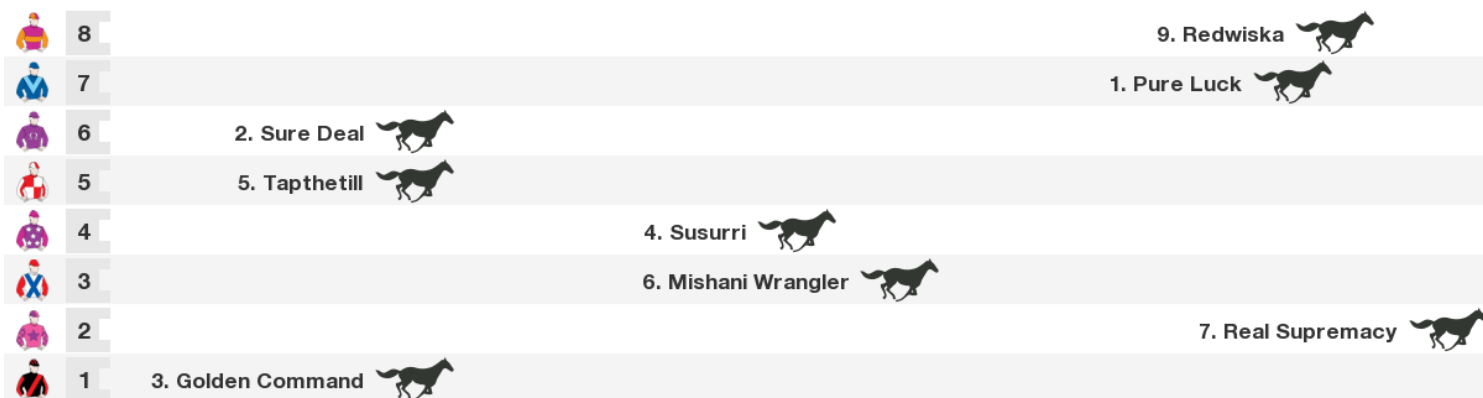 8 9. Redwiska
7 1. Pure Luck
6 2. Sure Deal
5 5. Tapthetill
4 4. Susurri
3 6. Mishani Wrangler
2 7. Real Supremacy
1 3. Golden Command